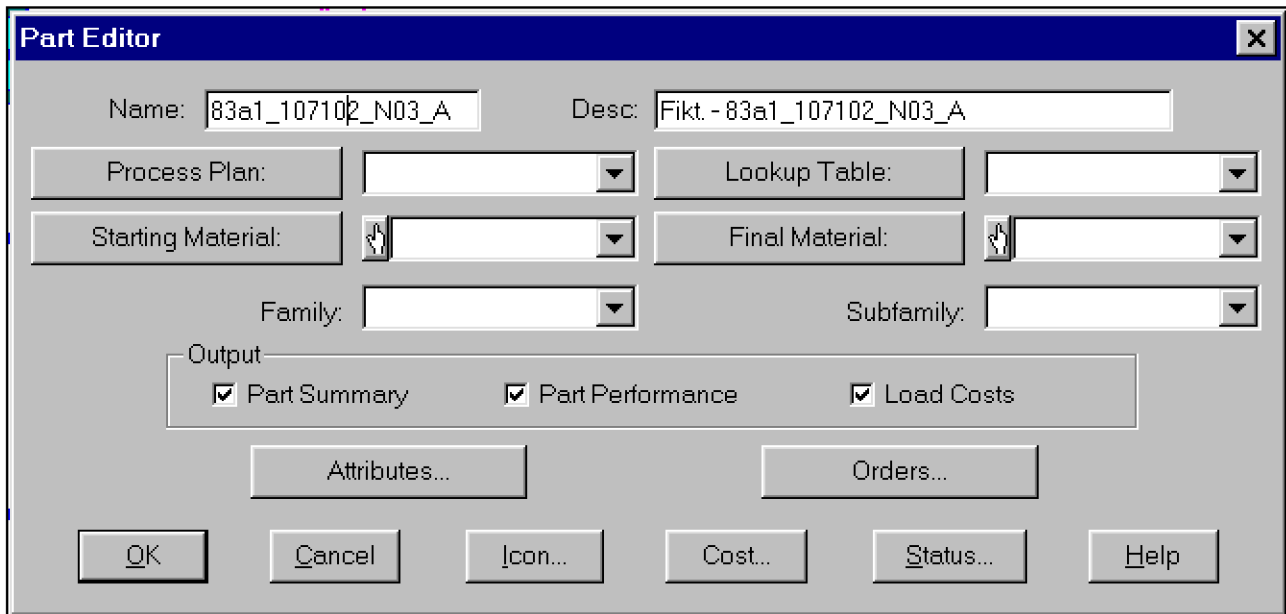 Part Editor
Name: 83a1_107102_N03_A Desc: Fikt. - 83a1_107102_N03_A
Process Plan: Lookup Table:
Starting Material: Final Material:
Family: Subfamily:
Output
Part Summary Part Performance Load Costs
Attributes... Orders...
OK Cancel Icon... Cost... Status... Help